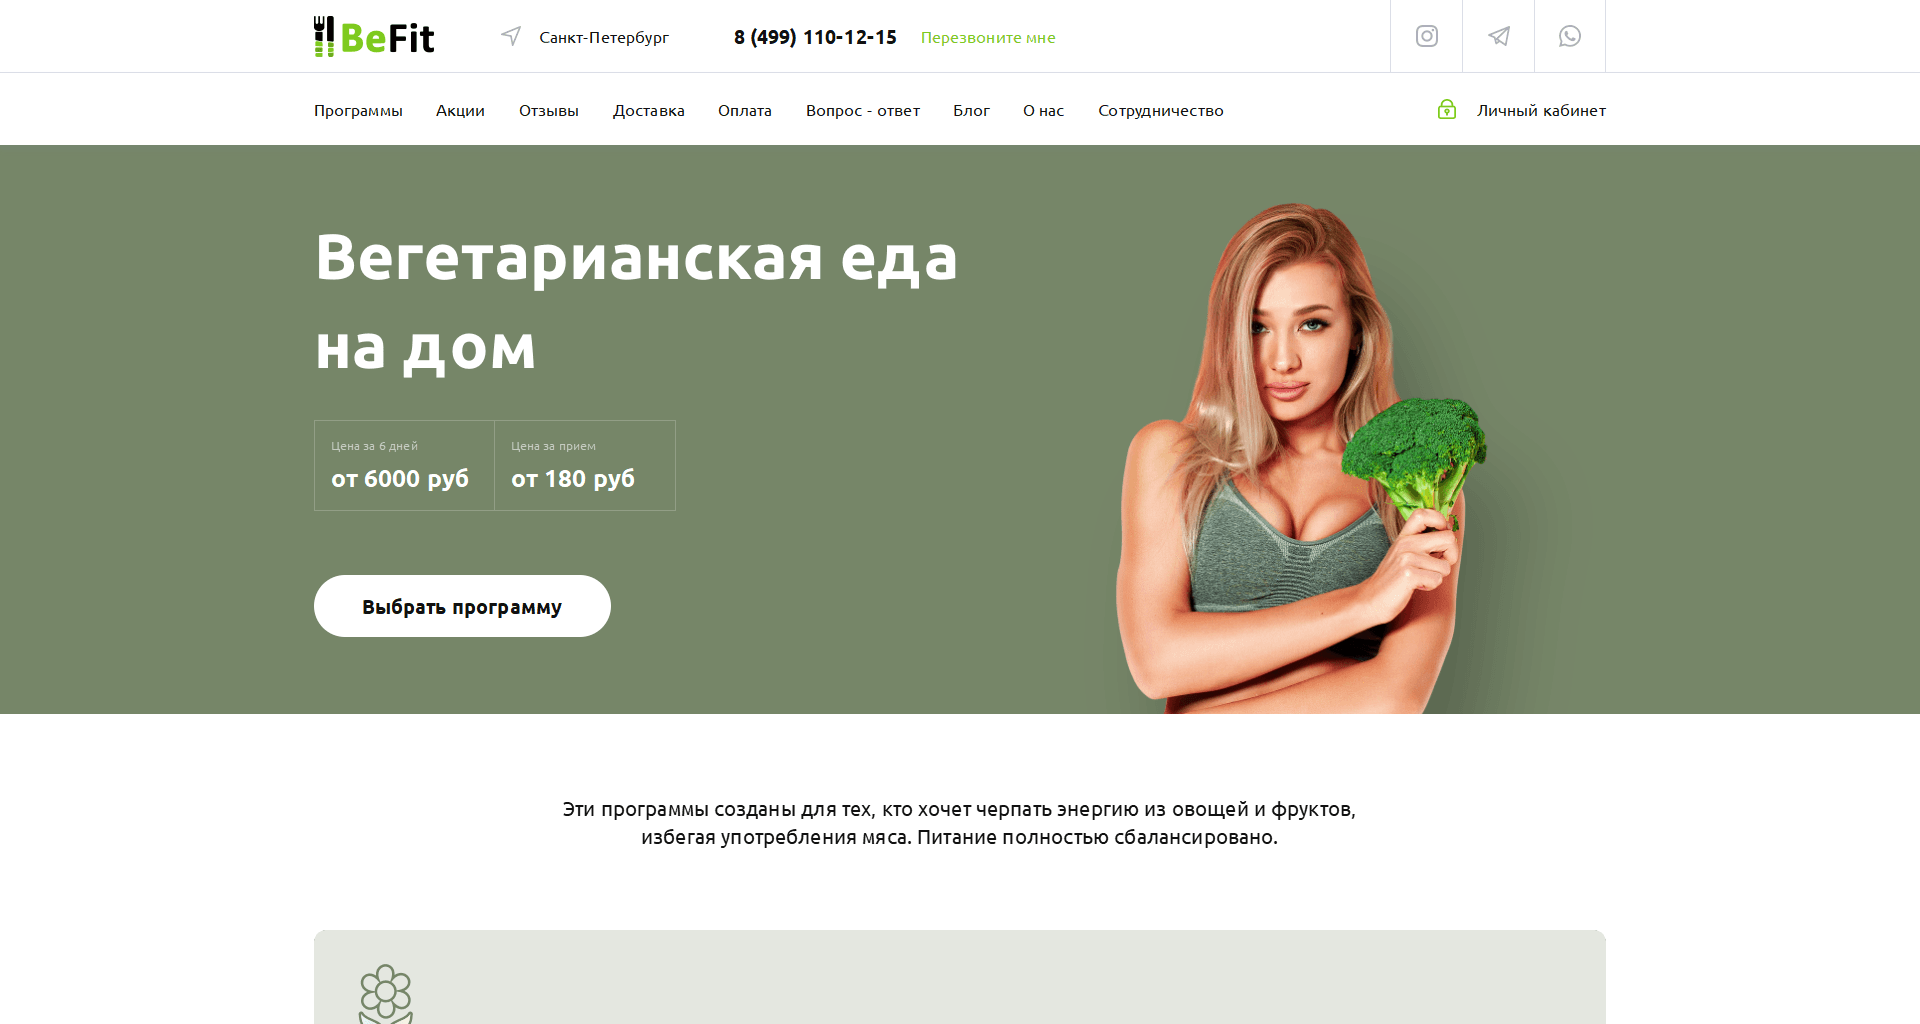 BeFit
Санкт-Петербург
8 (499) 110-12-15
Перезвоните мне
Программы
Акции
Отзывы
Доставка
Оплата
Вопрос - ответ
Блог
О нас
Сотрудничество
Личный кабинет
Вегетарианская еда
на дом
Цена за 6 дней
от 6000 руб
Цена за прием
от 180 руб
Выбрать программу
Эти программы созданы для тех, кто хочет черпать энергию из овощей и фруктов,
избегая употребления мяса. Питание полностью сбалансировано.